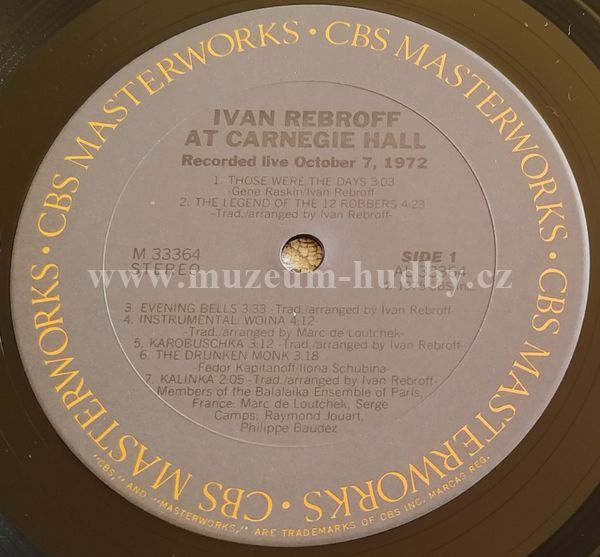 CBS MASTERWORKS · CBS MASTERWORKS · CBS MASTERWORKS · CBS MASTERWORKS ·
IVAN REBROFF
AT CARNEGIE HALL
Recorded live October 7, 1972
1. THOSE WERE THE DAYS 3:03
-Gene Raskin/Ivan Rebroff-
2. THE LEGEND OF THE 12 ROBBERS 4:23
-Trad./arranged by Ivan Rebroff-
M 33364
STEREO
SIDE 1
AL 33364
www.muzeum-hudby.cz
3. EVENING BELLS 3:33 -Trad./arranged by Ivan Rebroff-
4. INSTRUMENTAL: WOINA 4:12
-Trad./arranged by Marc de Loutchek-
5. KAROBUSCHKA 3:12 -Trad./arranged by Ivan Rebroff-
6. THE DRUNKEN MONK 3.18
-Fedor Kapitanoff/Ilona Schubina-
7. KALINKA 2:05 -Trad./arranged by Ivan Rebroff-
Members of the Balalaika Ensemble of Paris,
France: Marc de Loutchek, Serge
Camps, Raymond Jouart,
Philippe Baudez
"CBS," AND "MASTERWORKS," ARE TRADEMARKS OF CBS INC. MARCAS REG.